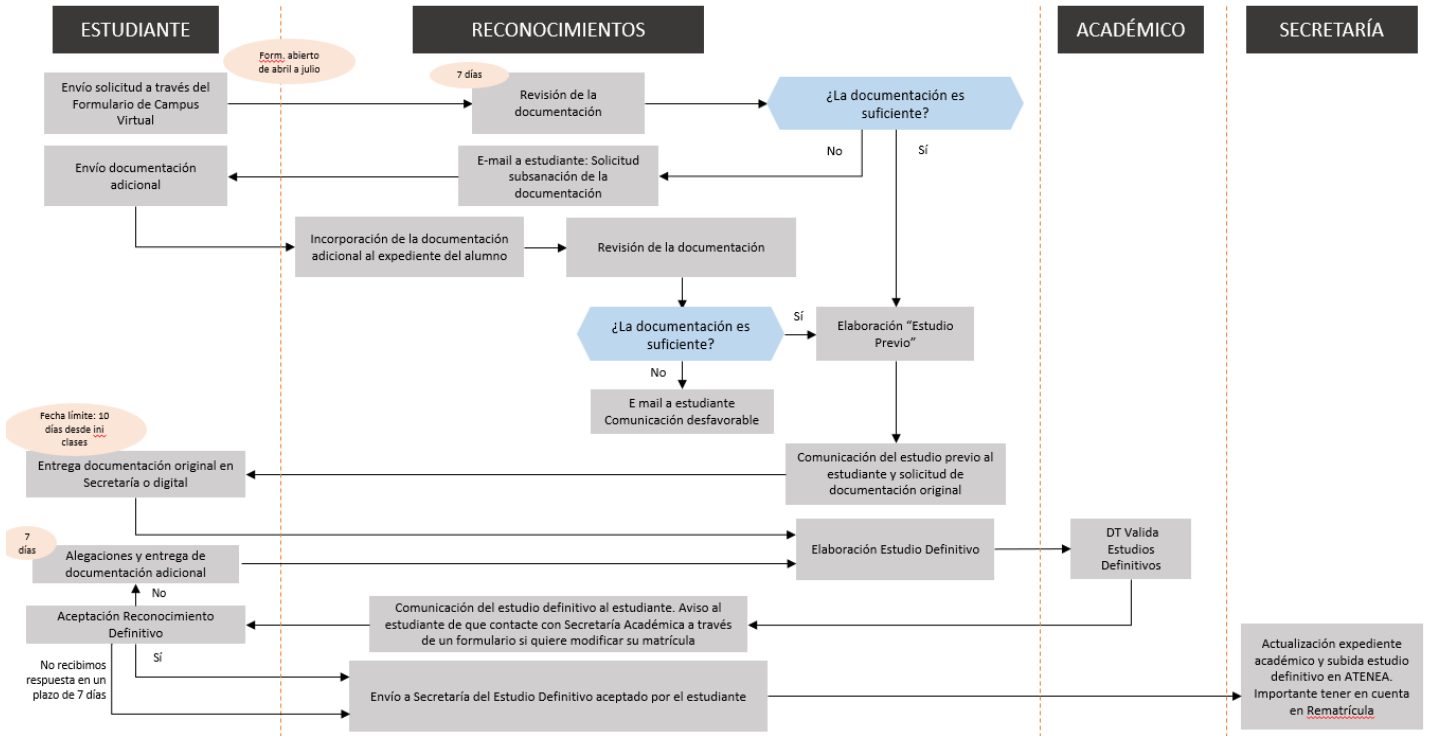 ESTUDIANTE
RECONOCIMIENTOS
ACADÉMICO
SECRETARÍA
Form. abierto
de abril a julio
Envío solicitud a través del
Formulario de Campus
Virtual
7 días
Revisión de la
documentación
¿La documentación es
suficiente?
No
Sí
Envío documentación
adicional
E-mail a estudiante: Solicitud
subsanación de la
documentación
Incorporación de la documentación
adicional al expediente del alumno
Revisión de la documentación
¿La documentación es
suficiente?
Sí
Elaboración “Estudio
Previo”
No
E mail a estudiante
Comunicación desfavorable
Fecha límite: 10
días desde ini
clases
Entrega documentación original en
Secretaría o digital
Comunicación del estudio previo al
estudiante y solicitud de
documentación original
7
días
Alegaciones y entrega de
documentación adicional
Elaboración Estudio Definitivo
DT Valida
Estudios
Definitivos
No
Aceptación Reconocimiento
Definitivo
Comunicación del estudio definitivo al estudiante. Aviso al
estudiante de que contacte con Secretaría Académica a través
de un formulario si quiere modificar su matrícula
Sí
No recibimos
respuesta en un
plazo de 7 días
Envío a Secretaría del Estudio Definitivo aceptado por el estudiante
Actualización expediente
académico y subida estudio
definitivo en ATENEA.
Importante tener en cuenta
en Rematrícula